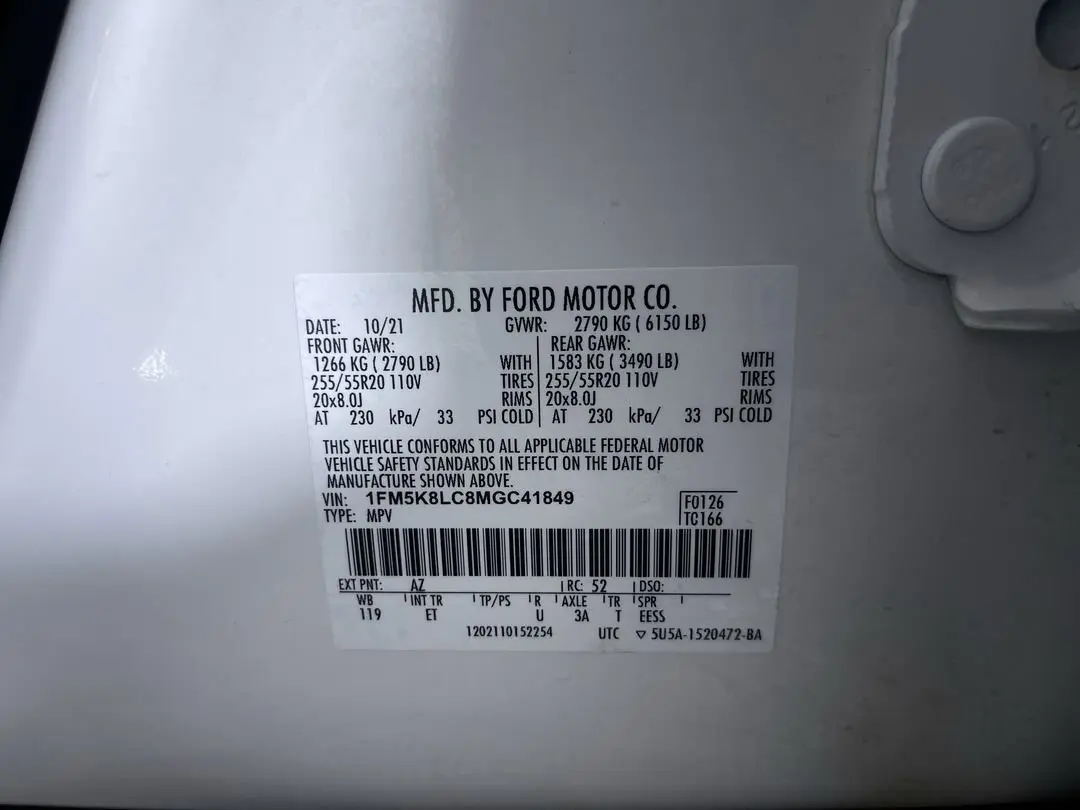 MFD. BY FORD MOTOR CO.
DATE: 10/21 GVWR: 2790 KG ( 6150 LB)
FRONT GAWR: REAR GAWR:
1266 KG ( 2790 LB) WITH 1583 KG ( 3490 LB) WITH
255/55R20 110V TIRES 255/55R20 110V TIRES
20x8.0J RIMS 20x8.0J RIMS
AT 230 kPa/ 33 PSI COLD AT 230 kPa/ 33 PSI COLD
THIS VEHICLE CONFORMS TO ALL APPLICABLE FEDERAL MOTOR
VEHICLE SAFETY STANDARDS IN EFFECT ON THE DATE OF
MANUFACTURE SHOWN ABOVE.
VIN: 1FM5K8LC8MGC41849 F0126
TYPE: MPV TC166
EXT PNT: AZ RC: 52 DSO:
WB INT TR TP/PS R AXLE TR SPR
119 ET U 3A T EESS
1202110152254 UTC ▽ 5U5A-1520472-BA